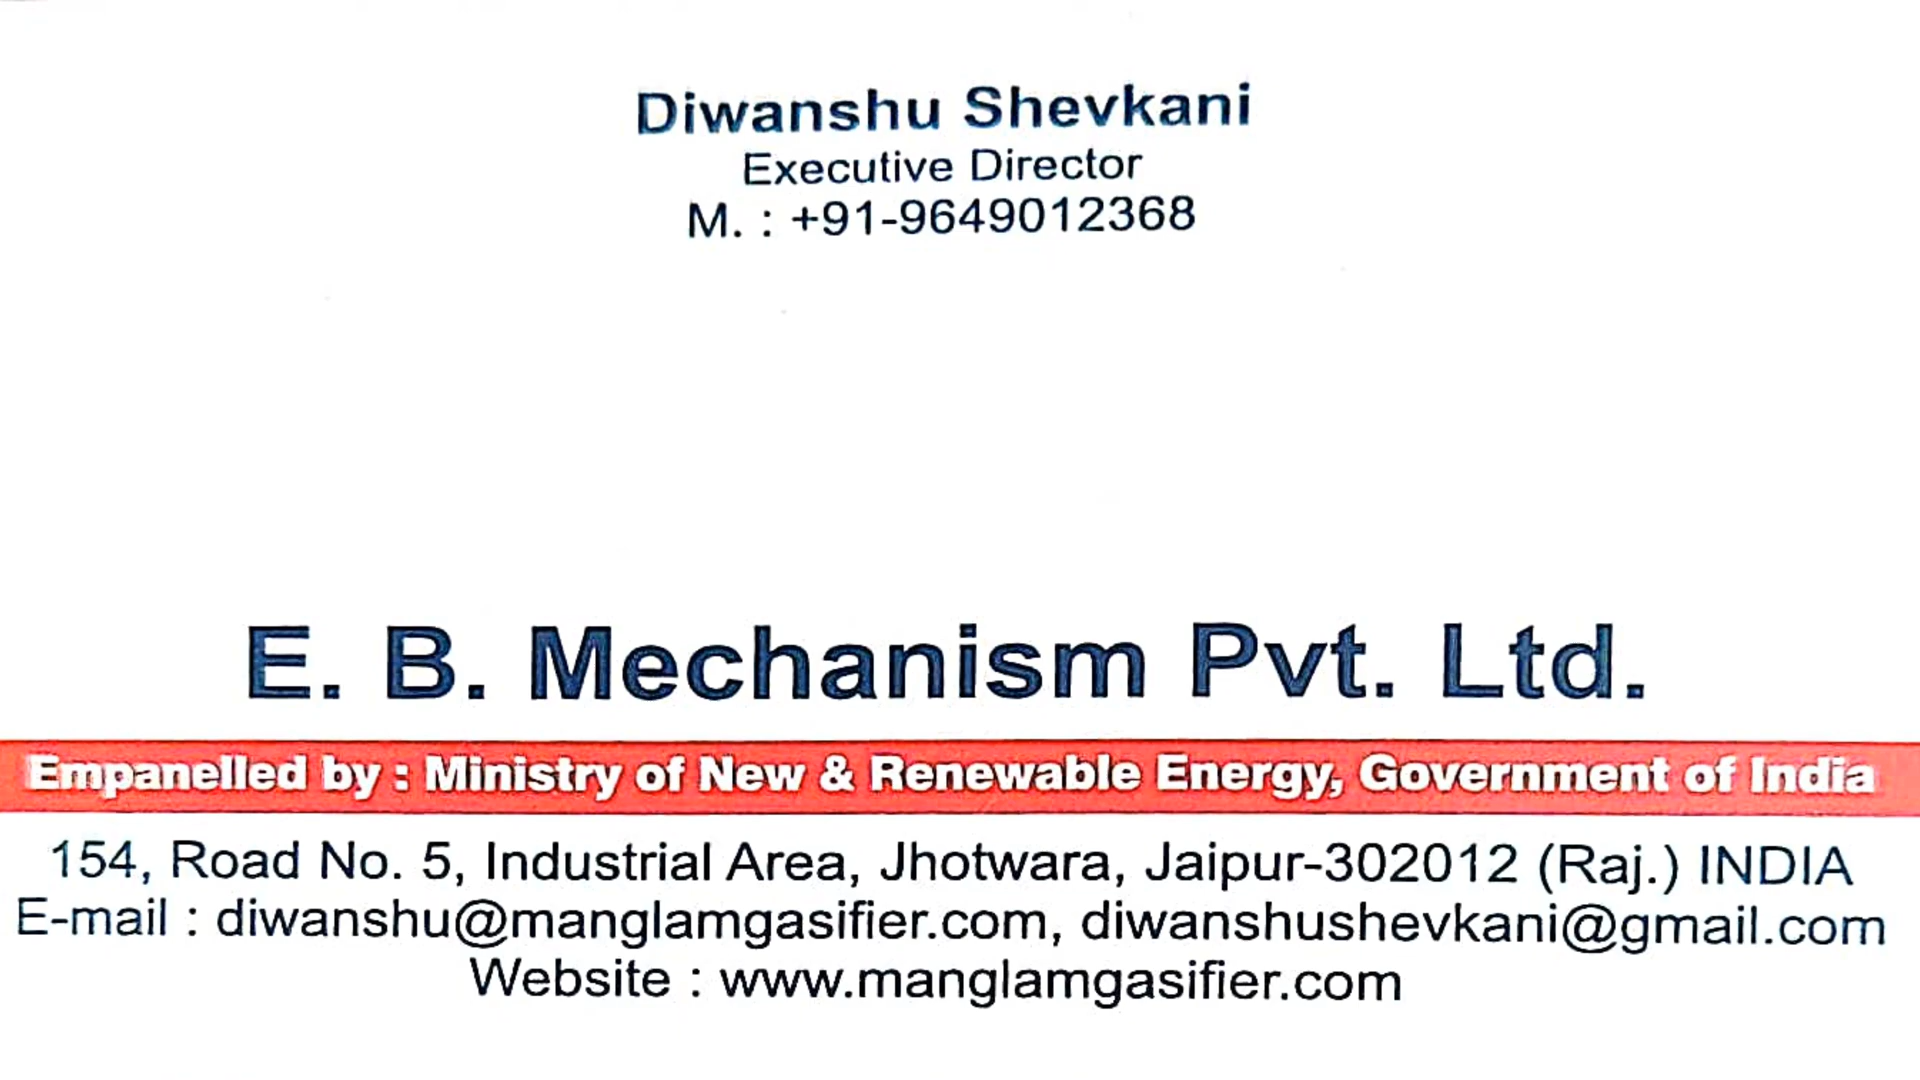 Diwanshu Shevkani
Executive Director
M. : +91-9649012368
E. B. Mechanism Pvt. Ltd.
Empanelled by : Ministry of New & Renewable Energy, Government of India
154, Road No. 5, Industrial Area, Jhotwara, Jaipur-302012 (Raj.) INDIA
E-mail : diwanshu@manglamgasifier.com, diwanshushevkani@gmail.com
Website : www.manglamgasifier.com